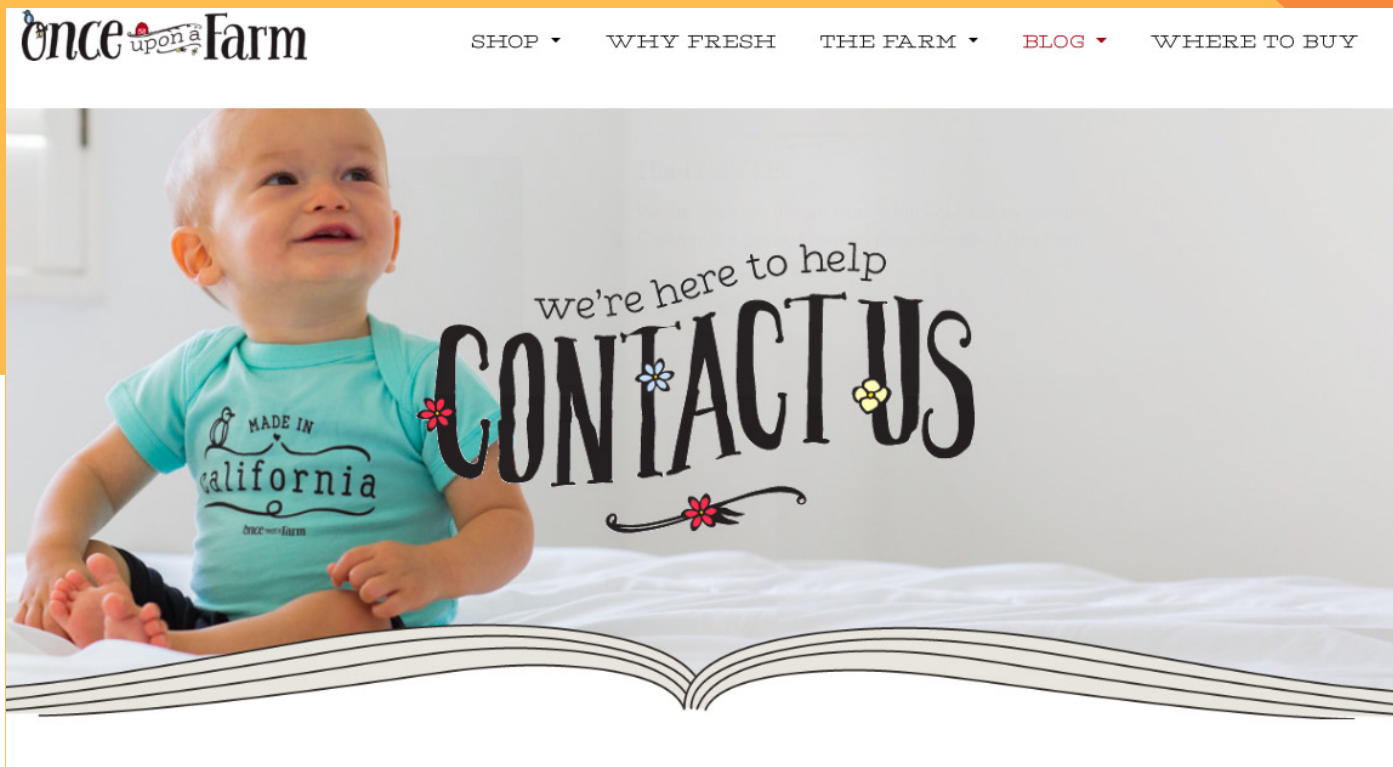 once upon a Farm
SHOP WHY FRESH THE FARM BLOG WHERE TO BUY
we're here to help
CONTACT US
MADE IN
california
once upon a Farm